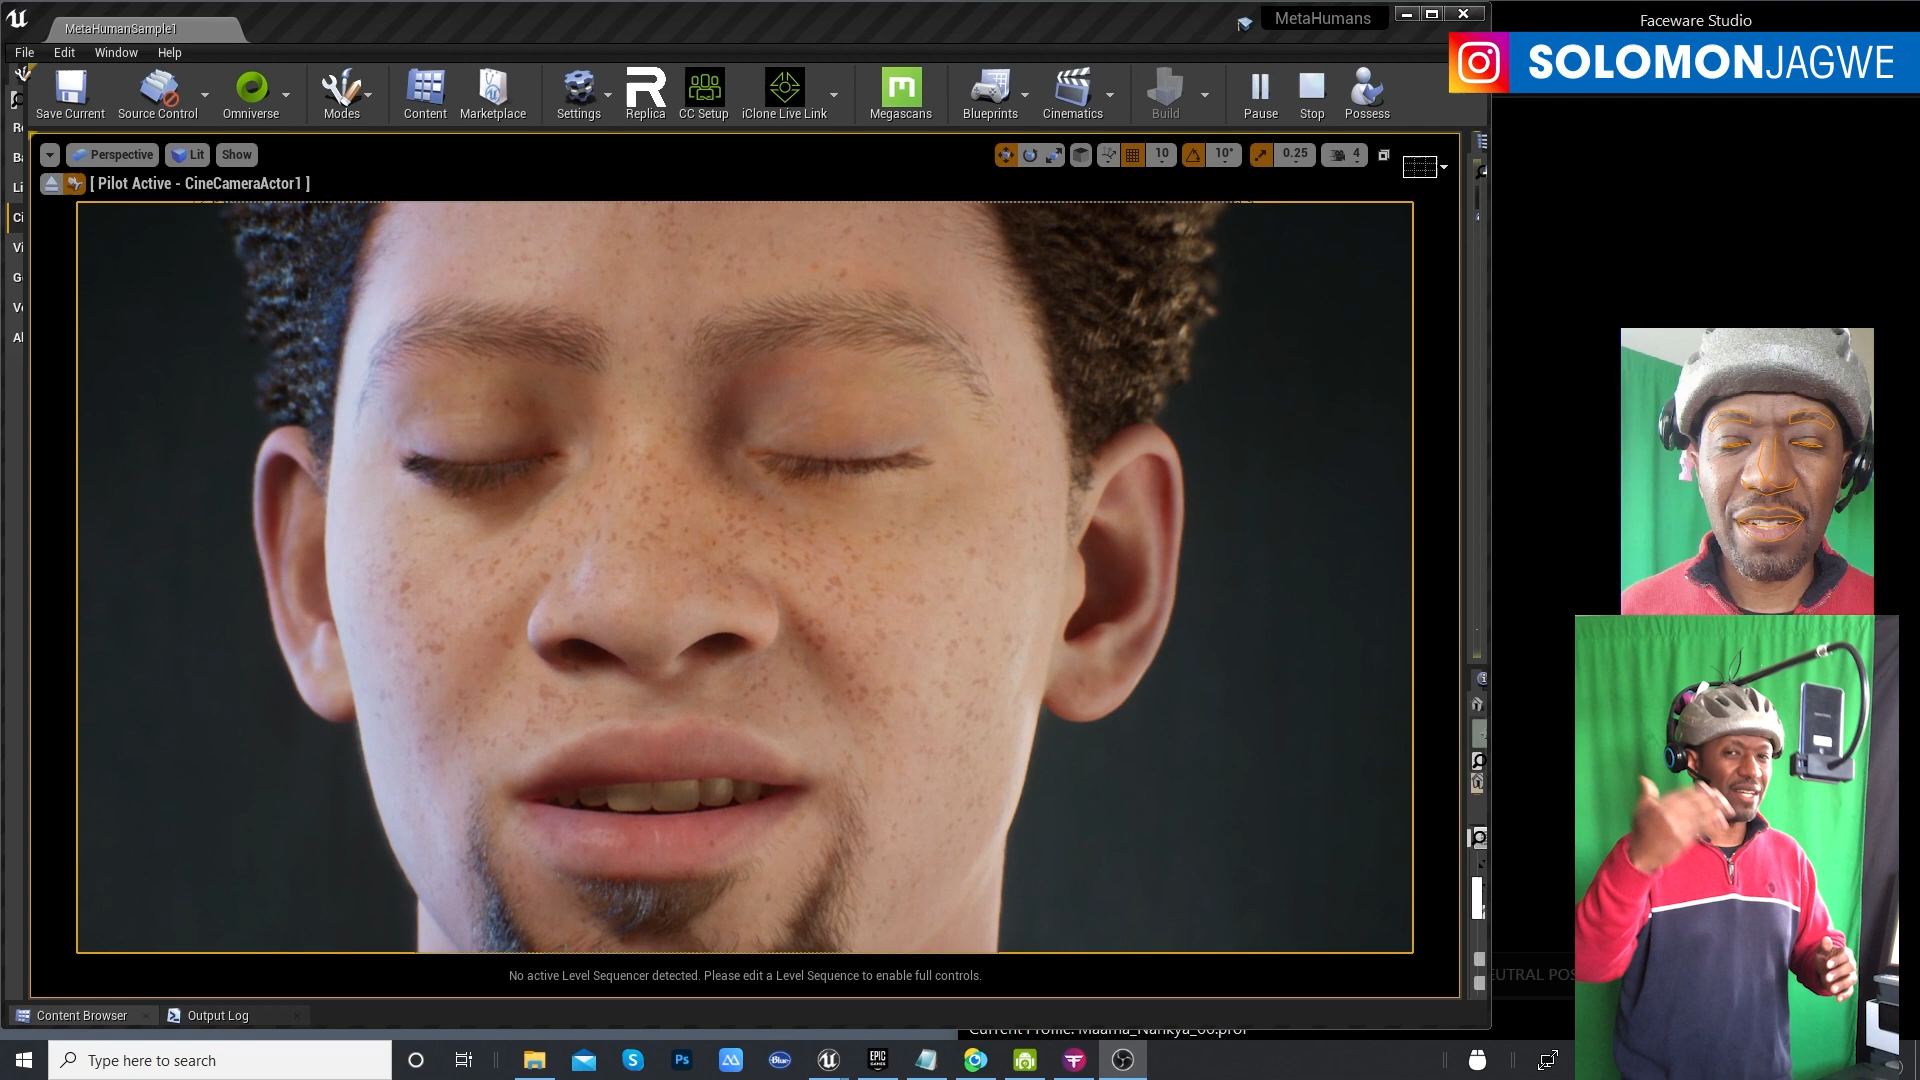 MetaHumanSample1
MetaHumans
Faceware Studio
SOLOMONJAGWE
File Edit Window Help
Save Current
Source Control
Omniverse
Modes
Content
Marketplace
Settings
Replica
CC Setup
iClone Live Link
Megascans
Blueprints
Cinematics
Build
Pause
Stop
Possess
Perspective Lit Show
10 10° 0.25 4
[ Pilot Active - CineCameraActor1 ]
No active Level Sequencer detected. Please edit a Level Sequence to enable full controls.
Content Browser
Output Log
Type here to search
Ps
EPIC
GAMES